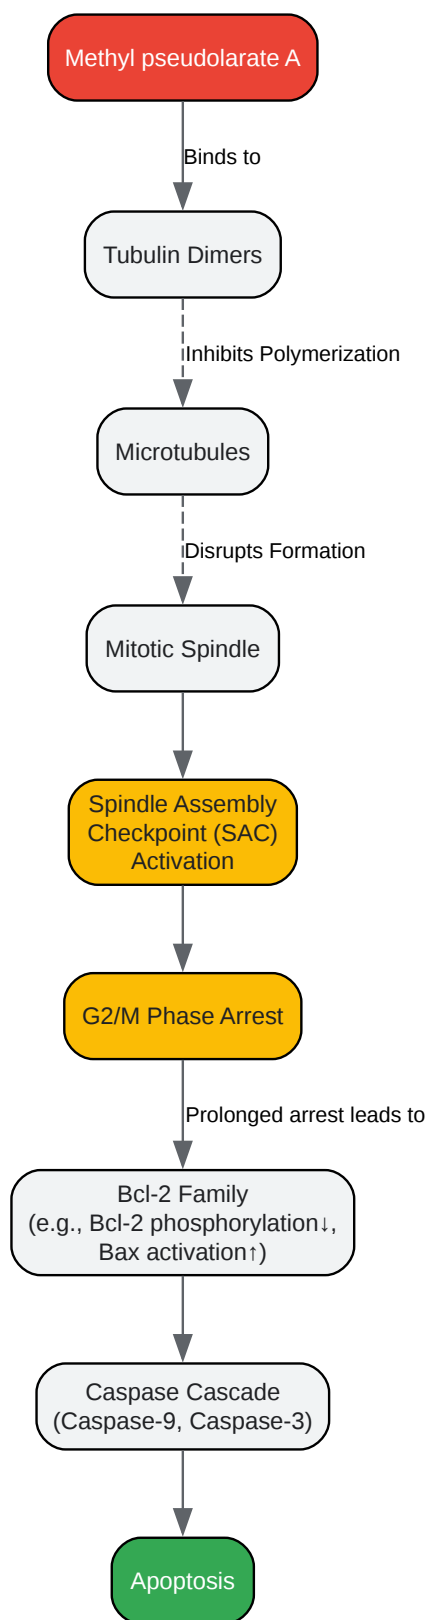 Methyl pseudolarate A
Binds to
Tubulin Dimers
Inhibits Polymerization
Microtubules
Disrupts Formation
Mitotic Spindle
Spindle Assembly
Checkpoint (SAC)
Activation
G2/M Phase Arrest
Prolonged arrest leads to
Bcl-2 Family
(e.g., Bcl-2 phosphorylation↓,
Bax activation↑)
Caspase Cascade
(Caspase-9, Caspase-3)
Apoptosis